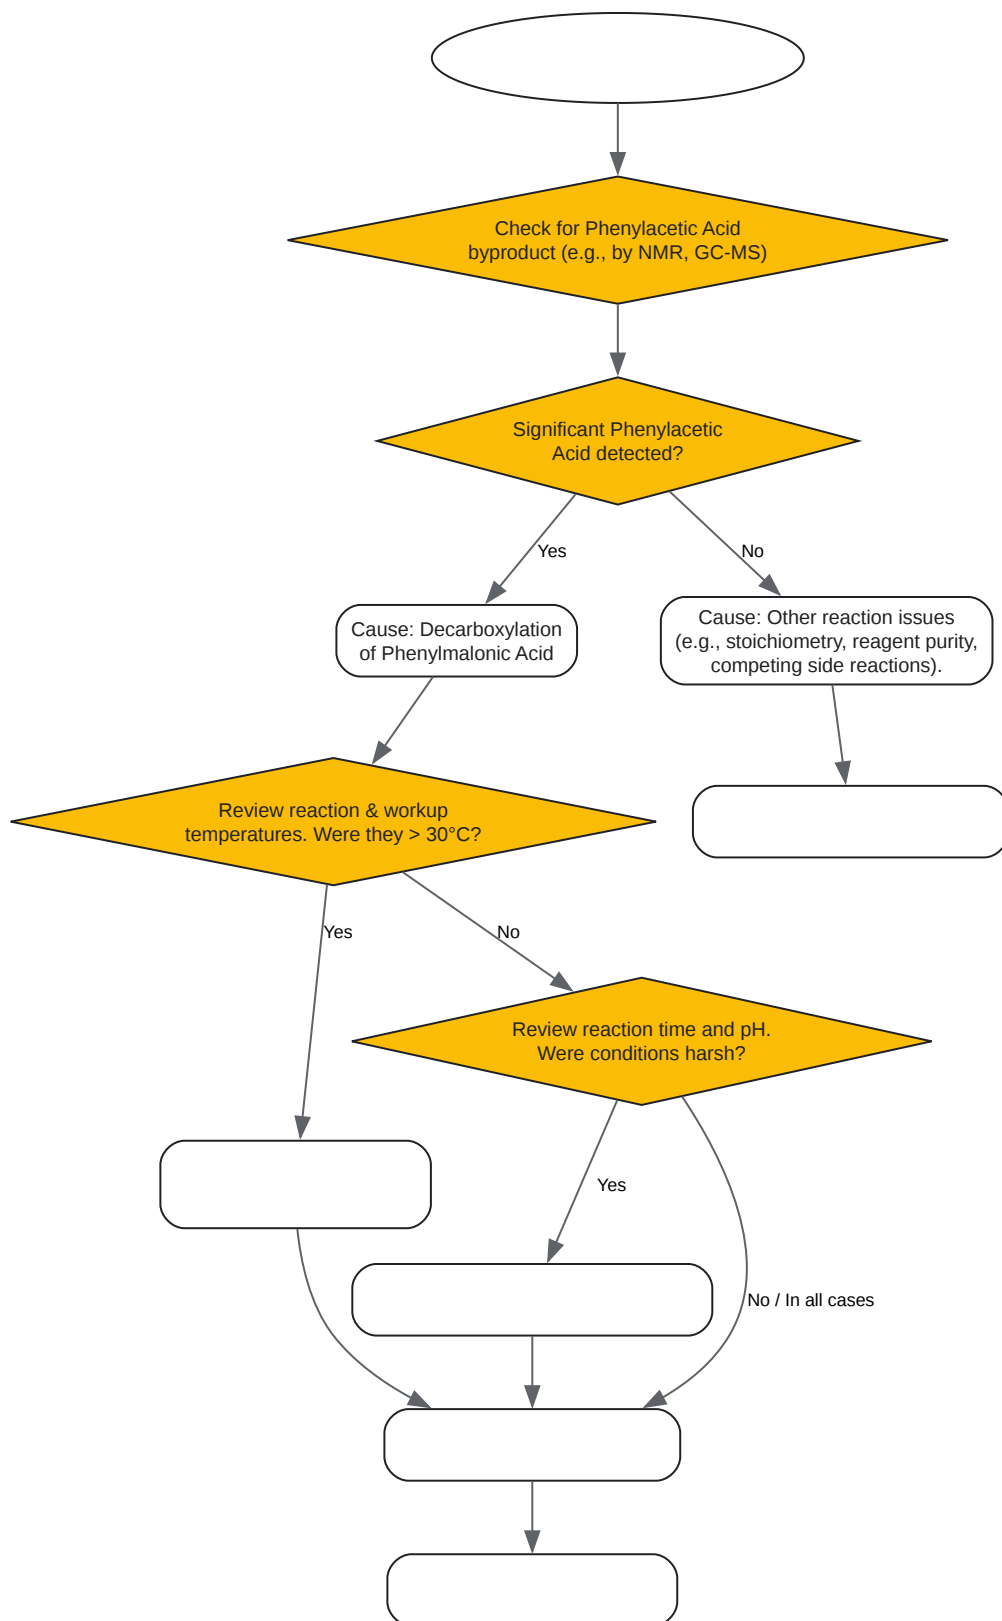 Check for Phenylacetic Acid
byproduct (e.g., by NMR, GC-MS)
Significant Phenylacetic
Acid detected?
Yes
No
Cause: Decarboxylation
of Phenylmalonic Acid
Cause: Other reaction issues
(e.g., stoichiometry, reagent purity,
competing side reactions).
Review reaction & workup
temperatures. Were they > 30°C?
Yes
No
Review reaction time and pH.
Were conditions harsh?
Yes
No / In all cases